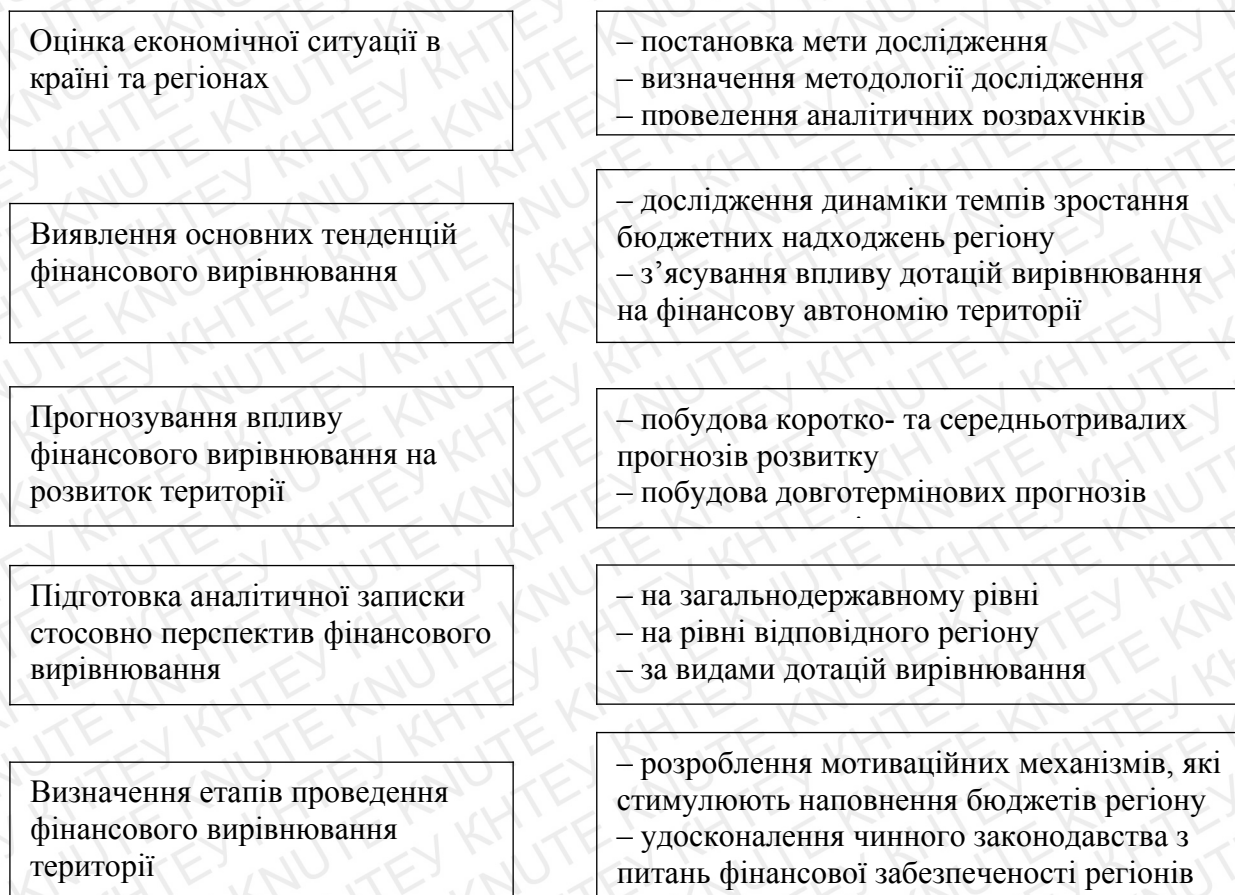 Оцінка економічної ситуації в
країні та регіонах
– постановка мети дослідження
– визначення методології дослідження
– проведення аналітичних розрахунків
Виявлення основних тенденцій
фінансового вирівнювання
– дослідження динаміки темпів зростання
бюджетних надходжень регіону
– з’ясування впливу дотацій вирівнювання
на фінансову автономію території
Прогнозування впливу
фінансового вирівнювання на
розвиток території
– побудова коротко- та середньотривалих
прогнозів розвитку
– побудова довготермінових прогнозів
Підготовка аналітичної записки
стосовно перспектив фінансового
вирівнювання
– на загальнодержавному рівні
– на рівні відповідного регіону
– за видами дотацій вирівнювання
Визначення етапів проведення
фінансового вирівнювання
території
– розроблення мотиваційних механізмів, які
стимулюють наповнення бюджетів регіону
– удосконалення чинного законодавства з
питань фінансової забезпеченості регіонів